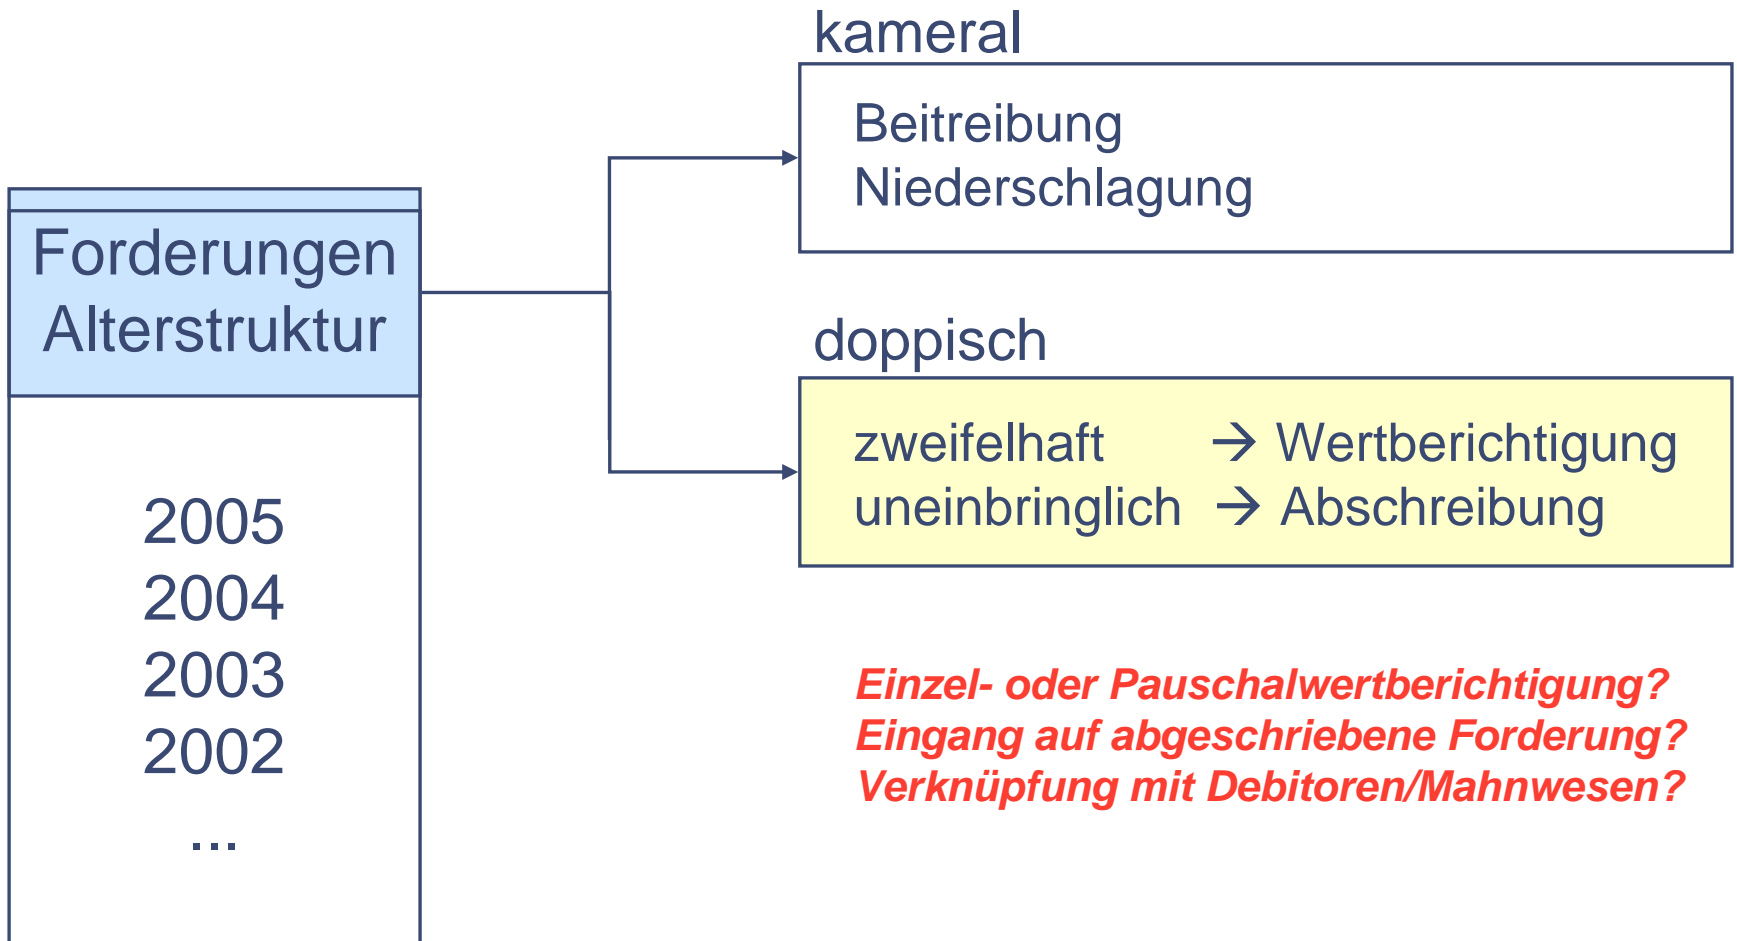 kameral
Beitreibung
Niederschlagung
Forderungen
Alterstruktur
2005
2004
2003
2002
...
doppisch
zweifelhaft → Wertberichtigung
uneinbringlich → Abschreibung
Einzel- oder Pauschalwertberichtigung?
Eingang auf abgeschriebene Forderung?
Verknüpfung mit Debitoren/Mahnwesen?